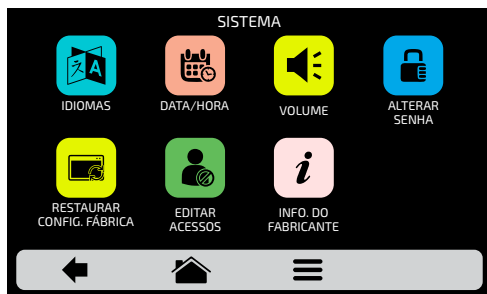 SISTEMA
IDIOMAS
DATA/HORA
VOLUME
ALTERAR
SENHA
RESTAURAR
CONFIG. FÁBRICA
EDITAR
ACESSOS
INFO. DO
FABRICANTE